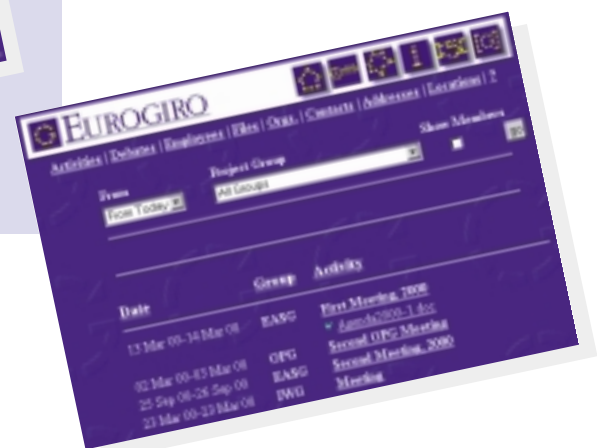 EUROGIRO
Activities | Debates | Employees | Files | Orgs. | Contacts | Addresses | Locations | ?
From Project Group Show Members
From Today All Groups
Date Group Activity
13 Mar 00-14 Mar 00 EASG First Meeting, 2000
Agenda2000-1.doc
02 Mar 00-03 Mar 00 OPG Second OPG Meeting
25 Sep 00-26 Sep 00 EASG Second Meeting, 2000
23 Mar 00-23 Mar 00 IWG Meeting